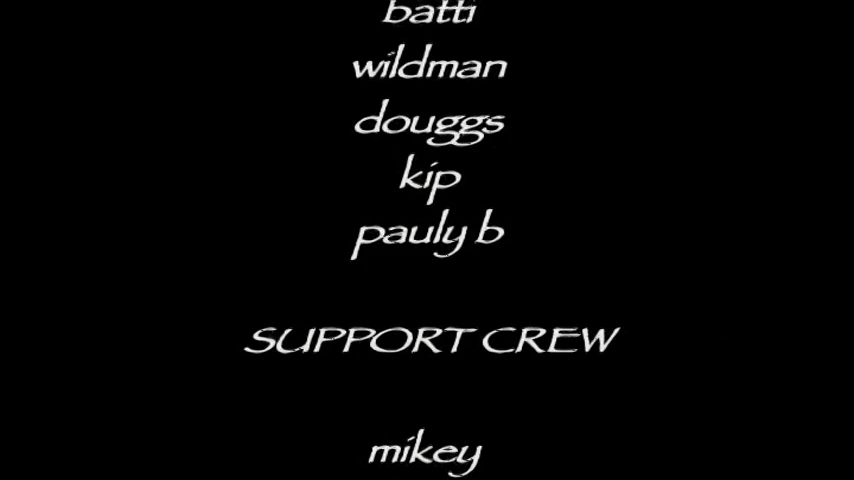 batti
wildman
douggs
kip
pauly b
SUPPORT CREW
mikey